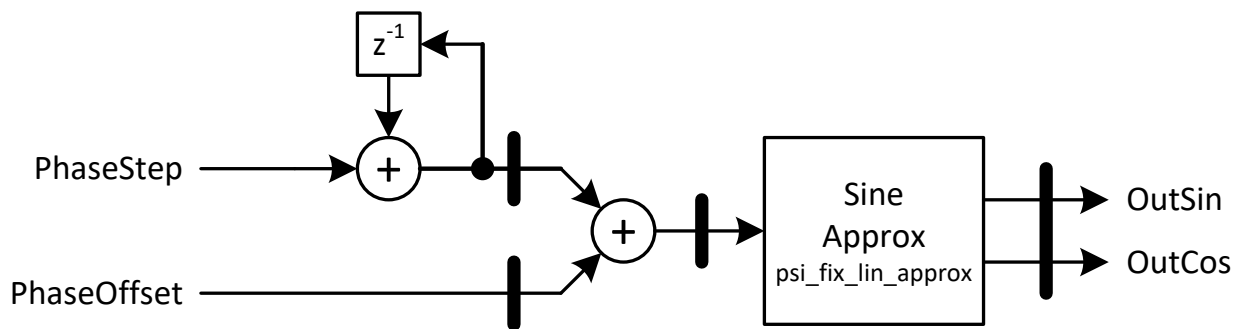 z⁻¹
PhaseStep
+
+
PhaseOffset
Sine
Approx
psi_fix_lin_approx
OutSin
OutCos